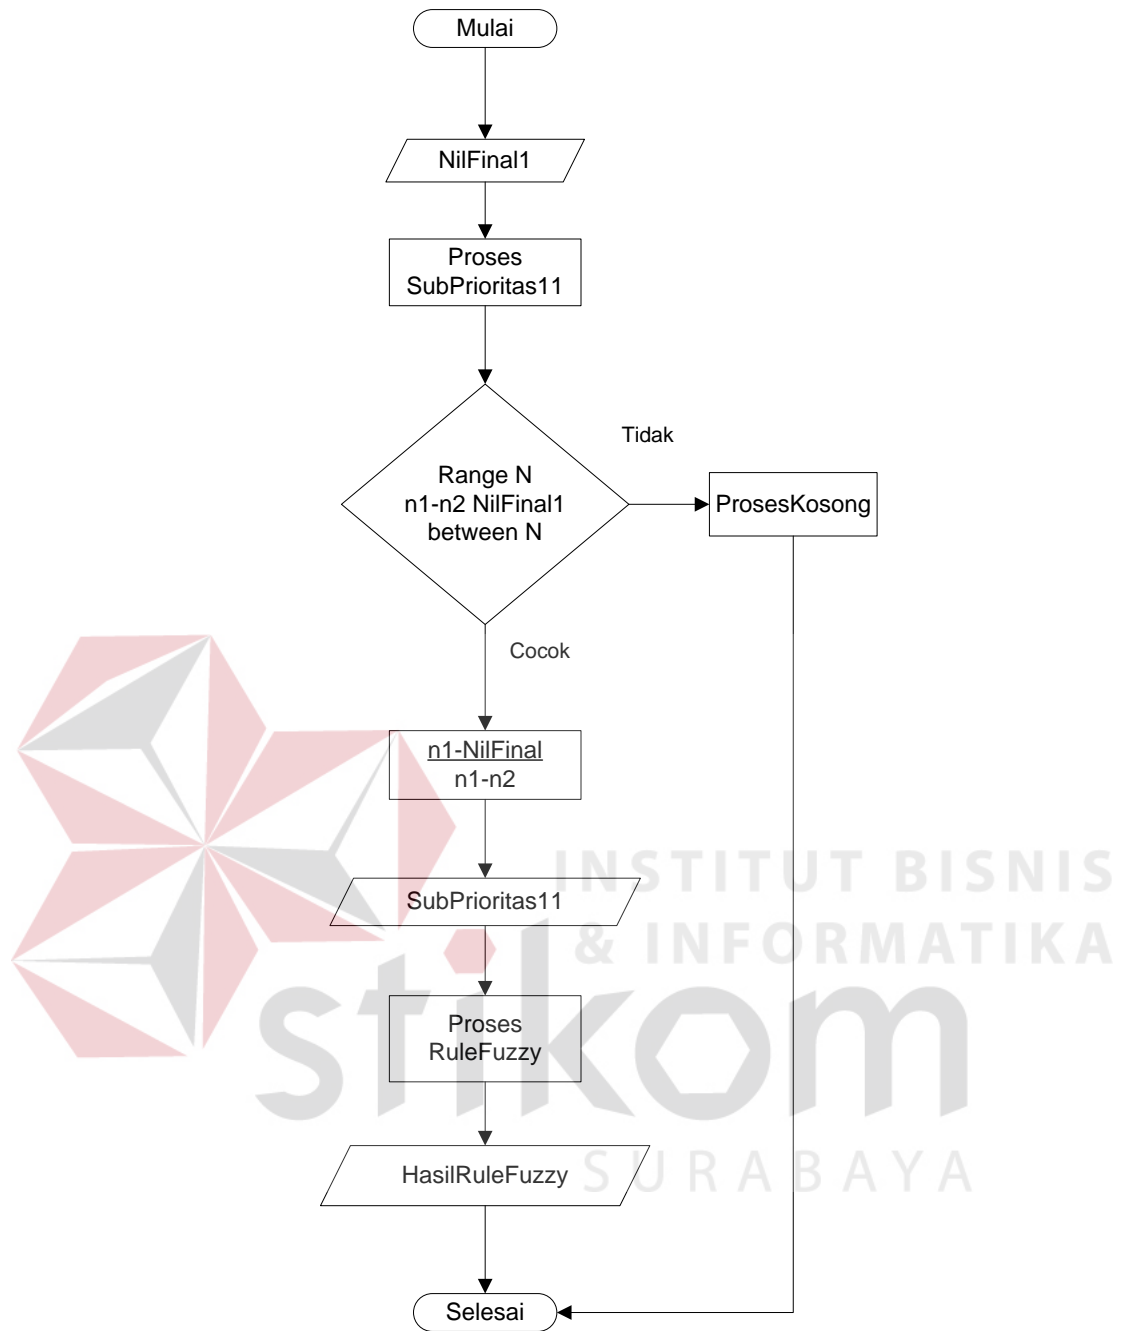 Mulai
NilFinal1
Proses
SubPrioritas11
Tidak
Range N
n1-n2 NilFinal1
between N
ProsesKosong
Cocok
n1-NilFinal
n1-n2
SubPrioritas11
INSTITUT BISNIS
& INFORMATIKA
stikom
Proses
RuleFuzzy
HasilRuleFuzzy
SURABAYA
Selesai